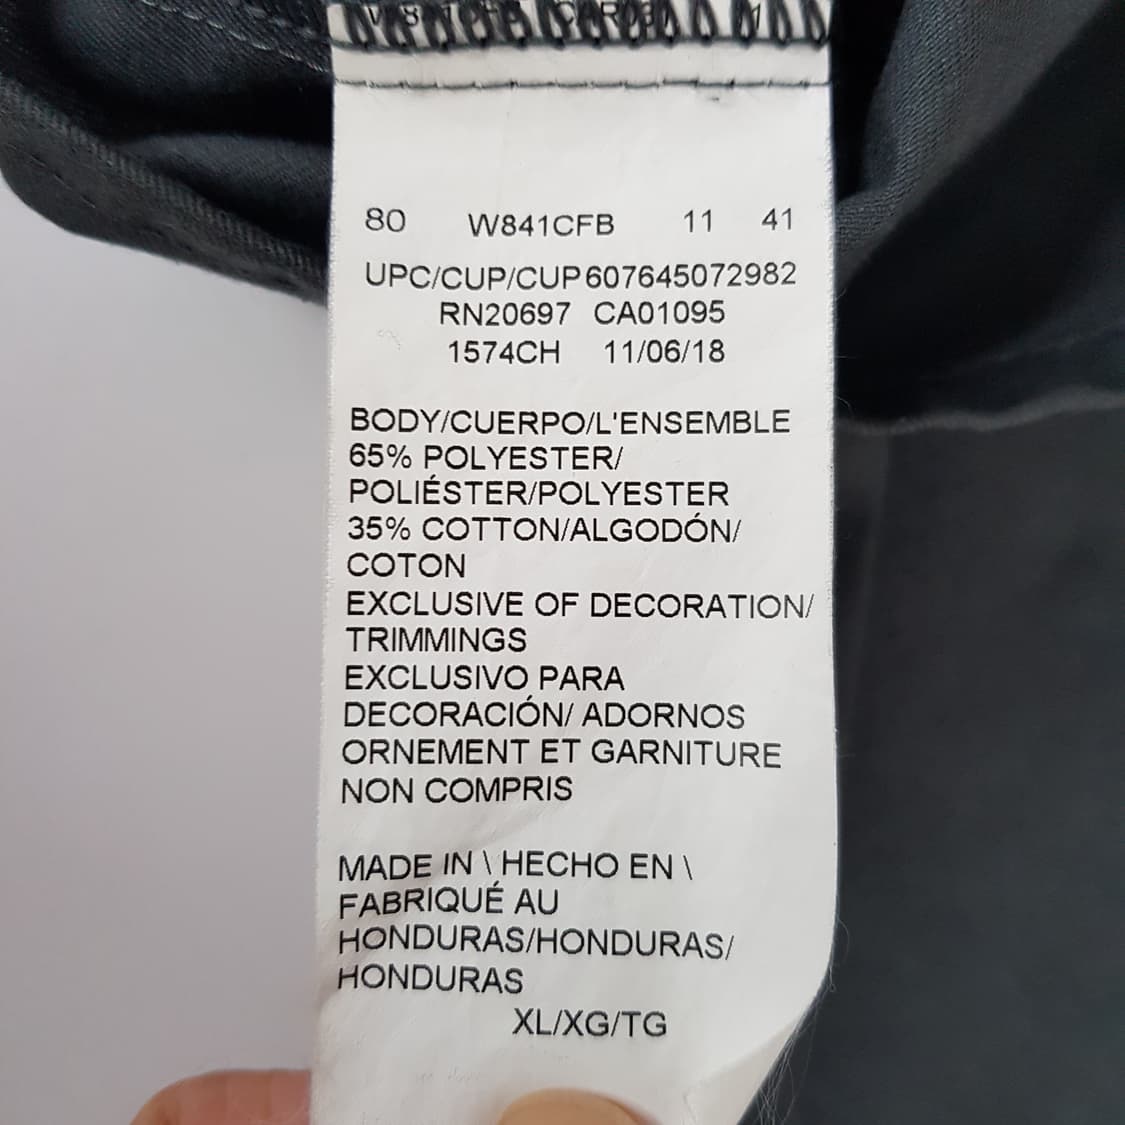 80 W841CFB 11 41
UPC/CUP/CUP607645072982
RN20697 CA01095
1574CH 11/06/18
BODY/CUERPO/L'ENSEMBLE
65% POLYESTER/
POLIÉSTER/POLYESTER
35% COTTON/ALGODÓN/
COTON
EXCLUSIVE OF DECORATION/
TRIMMINGS
EXCLUSIVO PARA
DECORACIÓN/ ADORNOS
ORNEMENT ET GARNITURE
NON COMPRIS
MADE IN \ HECHO EN \
FABRIQUÉ AU
HONDURAS/HONDURAS/
HONDURAS
XL/XG/TG